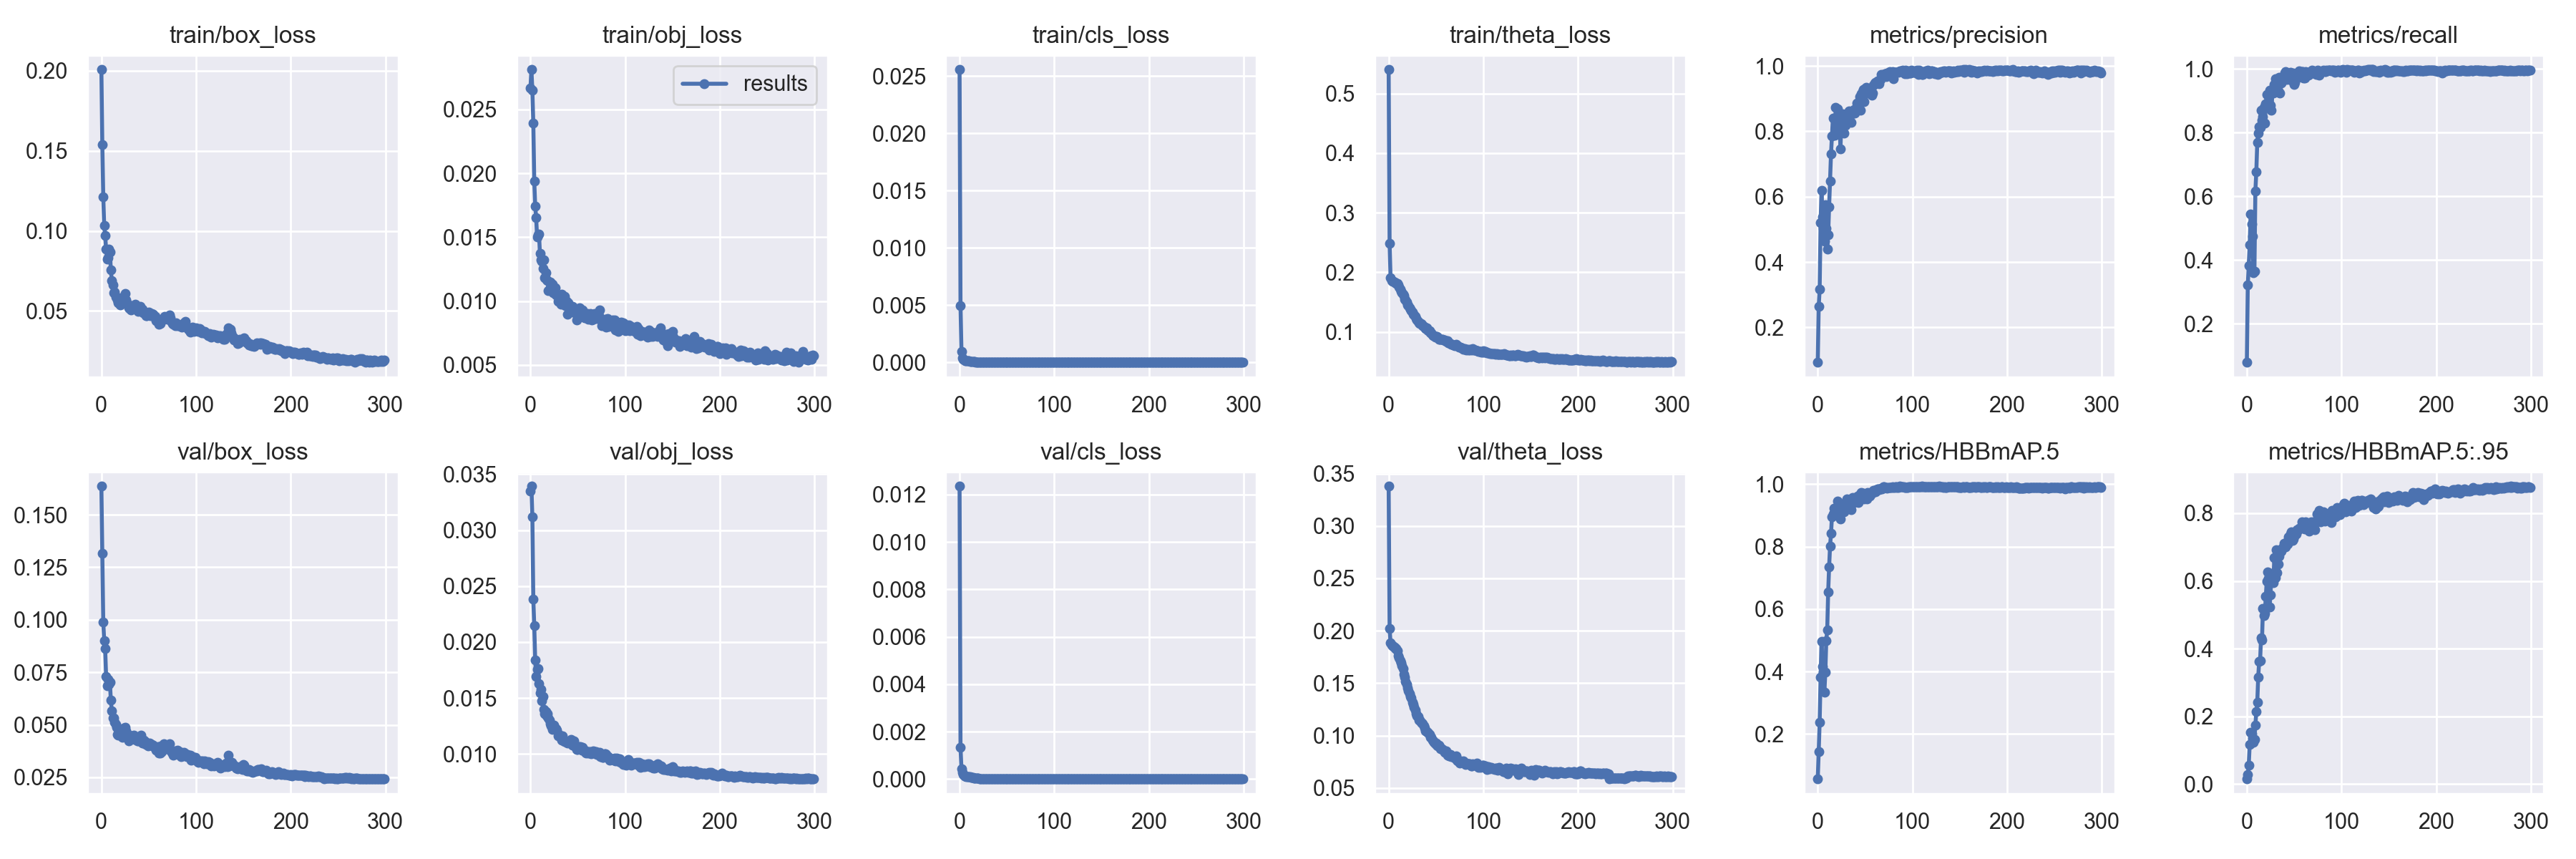 train/box_loss
0.20
0.15
0.10
0.05
0 100 200 300
train/obj_loss
results
0.025
0.020
0.015
0.010
0.005
0 100 200 300
train/cls_loss
0.025
0.020
0.015
0.010
0.005
0.000
0 100 200 300
train/theta_loss
0.5
0.4
0.3
0.2
0.1
0 100 200 300
metrics/precision
1.0
0.8
0.6
0.4
0.2
0 100 200 300
metrics/recall
1.0
0.8
0.6
0.4
0.2
0 100 200 300
val/box_loss
0.150
0.125
0.100
0.075
0.050
0.025
0 100 200 300
val/obj_loss
0.035
0.030
0.025
0.020
0.015
0.010
0 100 200 300
val/cls_loss
0.012
0.010
0.008
0.006
0.004
0.002
0.000
0 100 200 300
val/theta_loss
0.35
0.30
0.25
0.20
0.15
0.10
0.05
0 100 200 300
metrics/HBBmAP.5
1.0
0.8
0.6
0.4
0.2
0 100 200 300
metrics/HBBmAP.5:.95
0.8
0.6
0.4
0.2
0.0
0 100 200 300